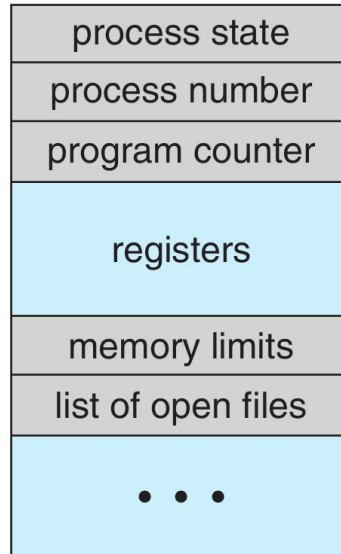 process state
process number
program counter
registers
memory limits
list of open files
• • •